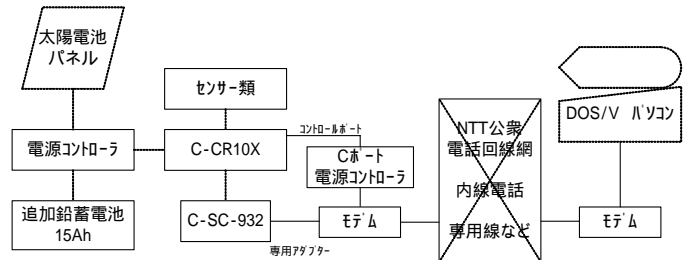 太陽電池
パネル
センサー類
コントロールポート
電源コントローラ
C-CR10X
Cポート
電源コントローラ
NTT公衆
電話回線網
内線電話
専用線など
DOS/V パソコン
追加鉛蓄電池
15Ah
C-SC-932
専用アダプター
モデム
モデム